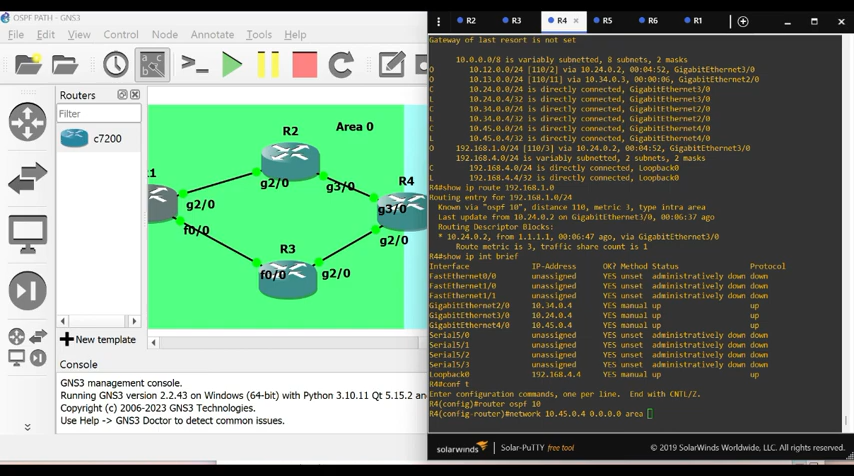 OSPF PATH - GNS3
File Edit View Control Node Annotate Tools Help
Routers
Filter
c7200
New template
Area 0
R2
g2/0
g3/0
R4
g3/0
g2/0
g2/0
f0/0
R3
f0/0
g2/0
Console
GNS3 management console.
Running GNS3 version 2.2.43 on Windows (64-bit) with Python 3.10.11 Qt 5.15.2 and
Copyright (c) 2006-2023 GNS3 Technologies.
Use Help -> GNS3 Doctor to detect common issues.
R2 R3 R4 R5 R6 R1
Gateway of last resort is not set
10.0.0.0/8 is variably subnetted, 8 subnets, 2 masks
O 10.12.0.0/24 [110/2] via 10.24.0.2, 00:04:52, GigabitEthernet3/0
O 10.13.0.0/24 [110/11] via 10.34.0.3, 00:00:06, GigabitEthernet2/0
C 10.24.0.0/24 is directly connected, GigabitEthernet3/0
L 10.24.0.4/32 is directly connected, GigabitEthernet3/0
C 10.34.0.0/24 is directly connected, GigabitEthernet2/0
L 10.34.0.4/32 is directly connected, GigabitEthernet2/0
C 10.45.0.0/24 is directly connected, GigabitEthernet4/0
L 10.45.0.4/32 is directly connected, GigabitEthernet4/0
O 192.168.1.0/24 [110/3] via 10.24.0.2, 00:04:52, GigabitEthernet3/0
192.168.4.0/24 is variably subnetted, 2 subnets, 2 masks
C 192.168.4.0/24 is directly connected, Loopback0
L 192.168.4.4/32 is directly connected, Loopback0
R4#show ip route 192.168.1.0
Routing entry for 192.168.1.0/24
Known via "ospf 10", distance 110, metric 3, type intra area
Last update from 10.24.0.2 on GigabitEthernet3/0, 00:06:37 ago
Routing Descriptor Blocks:
* 10.24.0.2, from 1.1.1.1, 00:06:47 ago, via GigabitEthernet3/0
Route metric is 3, traffic share count is 1
R4#show ip int brief
Interface IP-Address OK? Method Status Protocol
FastEthernet0/0 unassigned YES unset administratively down down
FastEthernet1/0 unassigned YES unset administratively down down
FastEthernet1/1 unassigned YES unset administratively down down
GigabitEthernet2/0 10.34.0.4 YES manual up up
GigabitEthernet3/0 10.24.0.4 YES manual up up
GigabitEthernet4/0 10.45.0.4 YES manual up up
Serial5/0 unassigned YES unset administratively down down
Serial5/1 unassigned YES unset administratively down down
Serial5/2 unassigned YES unset administratively down down
Serial5/3 unassigned YES unset administratively down down
Loopback0 192.168.4.4 YES manual up up
R4#conf t
Enter configuration commands, one per line. End with CNTL/Z.
R4(config)#router ospf 10
R4(config-router)#network 10.45.0.4 0.0.0.0 area
solarwinds Solar-PuTTY free tool © 2019 SolarWinds Worldwide, LLC. All rights reserved.